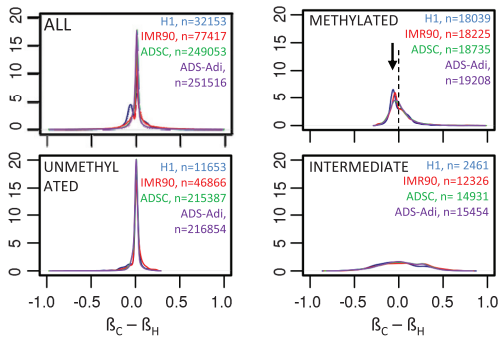 ALL
H1, n=32153
IMR90, n=77417
ADSC, n=249053
ADS-Adi,
n=251516
0 5 10 15 20
METHYLATED
H1, n=18039
IMR90, n=18225
ADSC, n=18735
ADS-Adi,
n=19208
0 5 10 15 20
UNMETHYL
ATED
H1, n=11653
IMR90, n=46866
ADSC, n=215387
ADS-Adi,
n=216854
0 5 10 15 20
-1.0 0.0 0.5 1.0
ßC – ßH
INTERMEDIATE
H1, n= 2461
IMR90, n=12326
ADSC, n= 14931
ADS-Adi, n=15454
0 5 10 15 20
-1.0 0.0 0.5 1.0
ßC – ßH